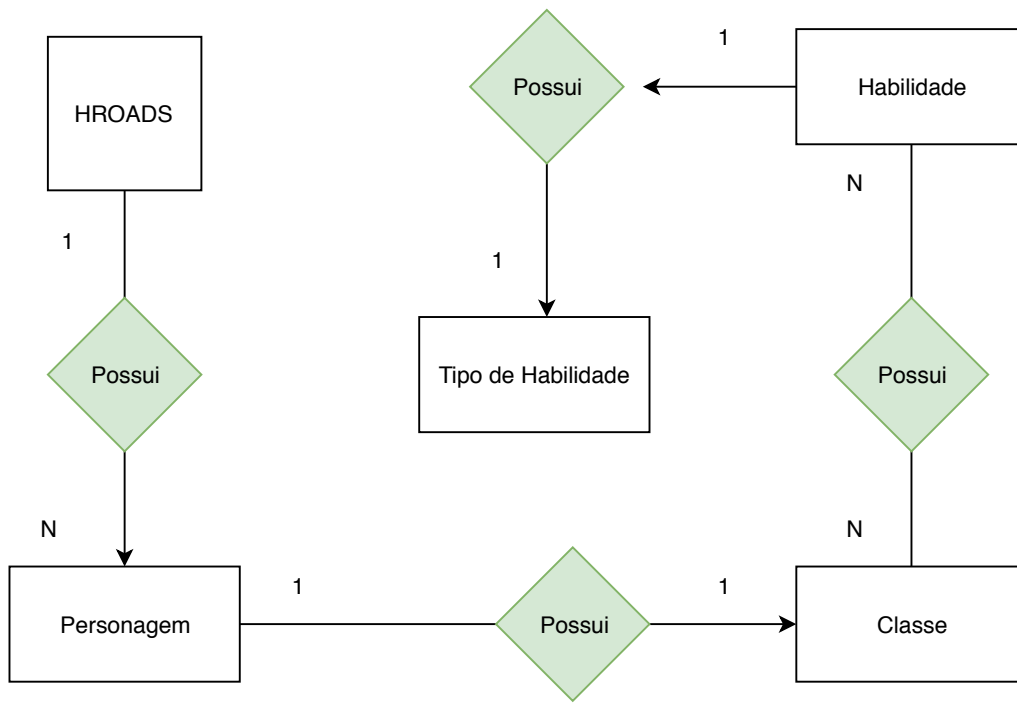 HROADS
1
Possui
N
Personagem
1
Possui
1
Classe
N
Possui
N
Habilidade
1
Possui
1
Tipo de Habilidade